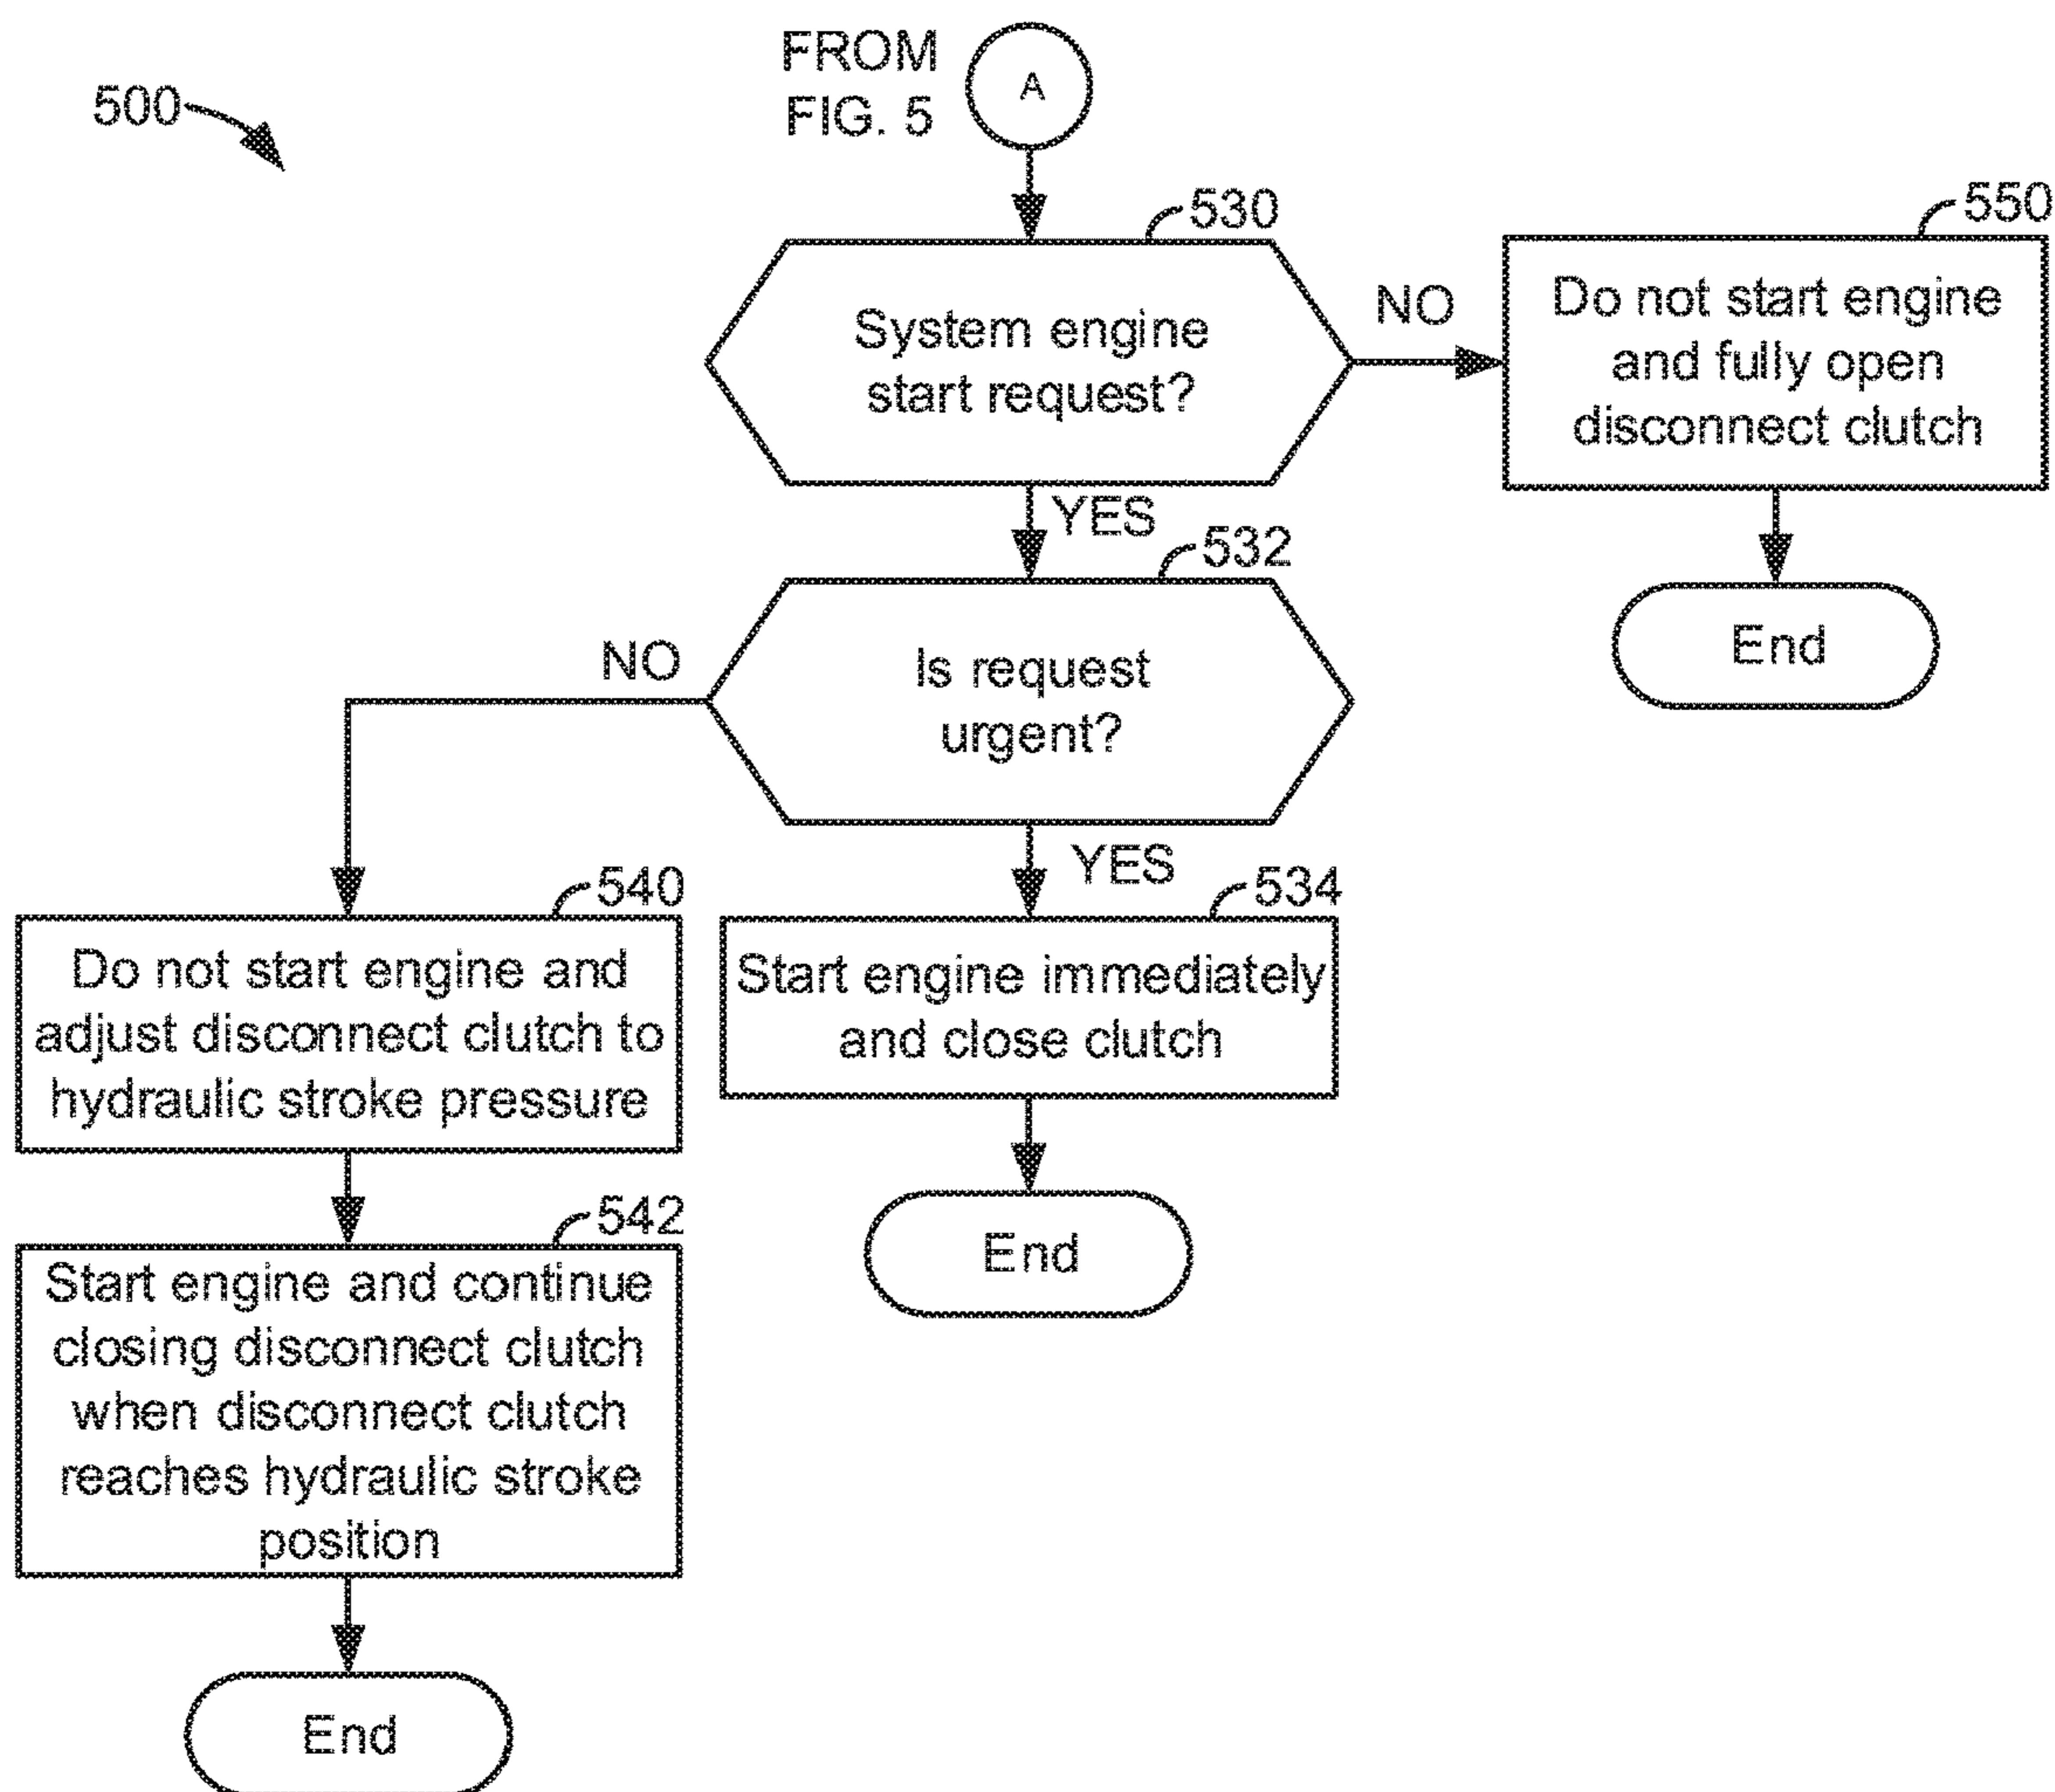 FROM
FIG. 5
A
500
530
System engine
start request?
NO
550
Do not start engine
and fully open
disconnect clutch
End
YES
532
Is request
urgent?
NO
YES
540
Do not start engine and
adjust disconnect clutch to
hydraulic stroke pressure
534
Start engine immediately
and close clutch
End
542
Start engine and continue
closing disconnect clutch
when disconnect clutch
reaches hydraulic stroke
position
End